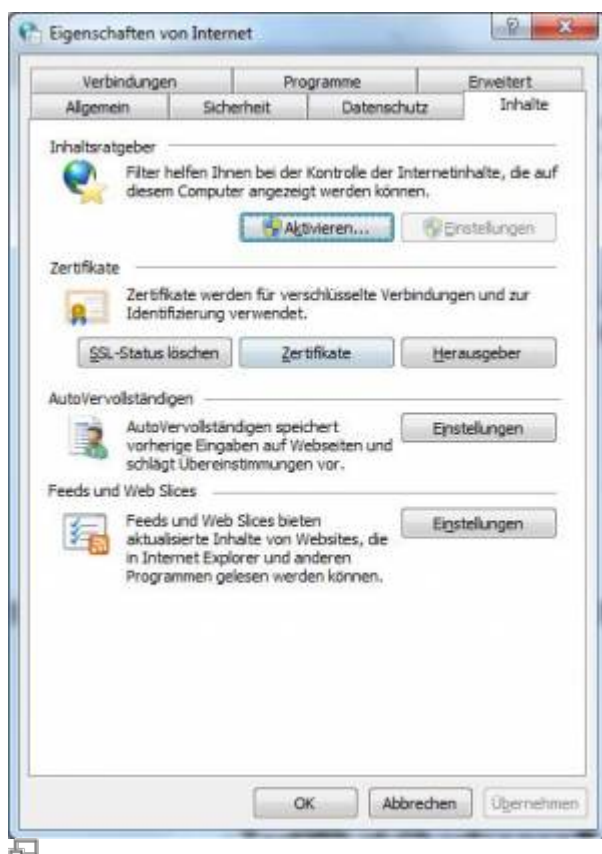 Eigenschaften von Internet
Verbindungen Programme Erweitert
Allgemein Sicherheit Datenschutz Inhalte
Inhaltsratgeber
Filter helfen Ihnen bei der Kontrolle der Internetinhalte, die auf
diesem Computer angezeigt werden können.
Aktivieren... Einstellungen
Zertifikate
Zertifikate werden für verschlüsselte Verbindungen und zur
Identifizierung verwendet.
SSL-Status löschen Zertifikate Herausgeber
AutoVervollständigen
AutoVervollständigen speichert
vorherige Eingaben auf Webseiten und
schlägt Übereinstimmungen vor.
Einstellungen
Feeds und Web Slices
Feeds und Web Slices bieten
aktualisierte Inhalte von Websites, die
in Internet Explorer und anderen
Programmen gelesen werden können.
Einstellungen
OK Abbrechen Übernehmen